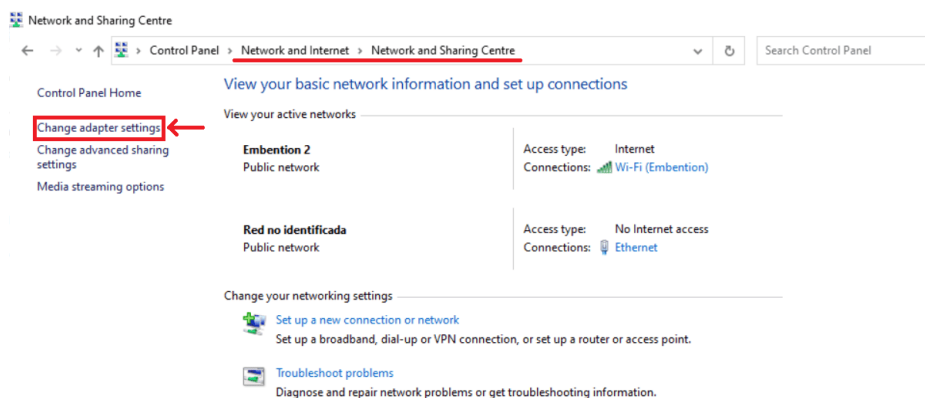 Network and Sharing Centre
Control Panel > Network and Internet > Network and Sharing Centre
Search Control Panel
Control Panel Home
Change adapter settings
Change advanced sharing
settings
Media streaming options
View your basic network information and set up connections
View your active networks
Embention 2
Public network
Access type: Internet
Connections: Wi-Fi (Embention)
Red no identificada
Public network
Access type: No Internet access
Connections: Ethernet
Change your networking settings
Set up a new connection or network
Set up a broadband, dial-up or VPN connection, or set up a router or access point.
Troubleshoot problems
Diagnose and repair network problems or get troubleshooting information.